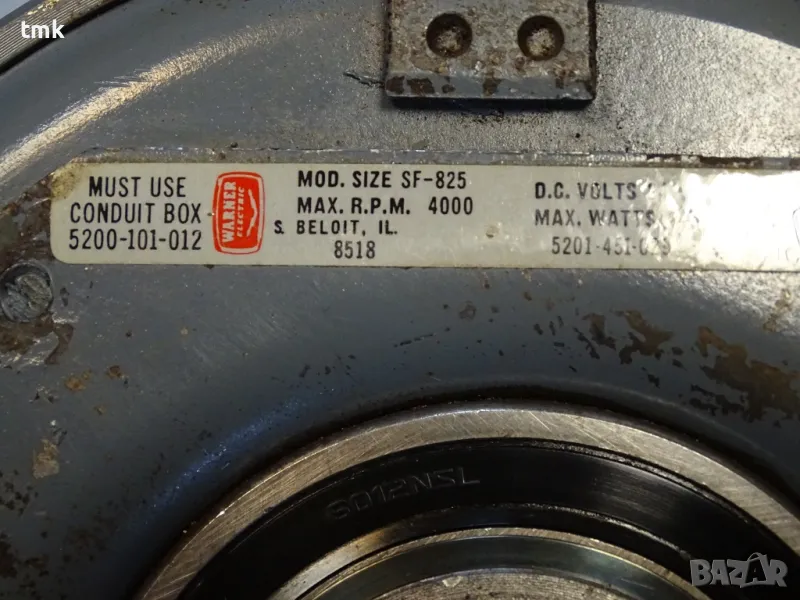 tmk
MUST USE
CONDUIT BOX
5200-101-012
WARNER
ELECTRIC
MOD. SIZE SF-825
MAX. R.P.M. 4000
S. BELOIT, IL.
8518
D.C. VOLTS
MAX. WATTS
6012NSL
BAZAR